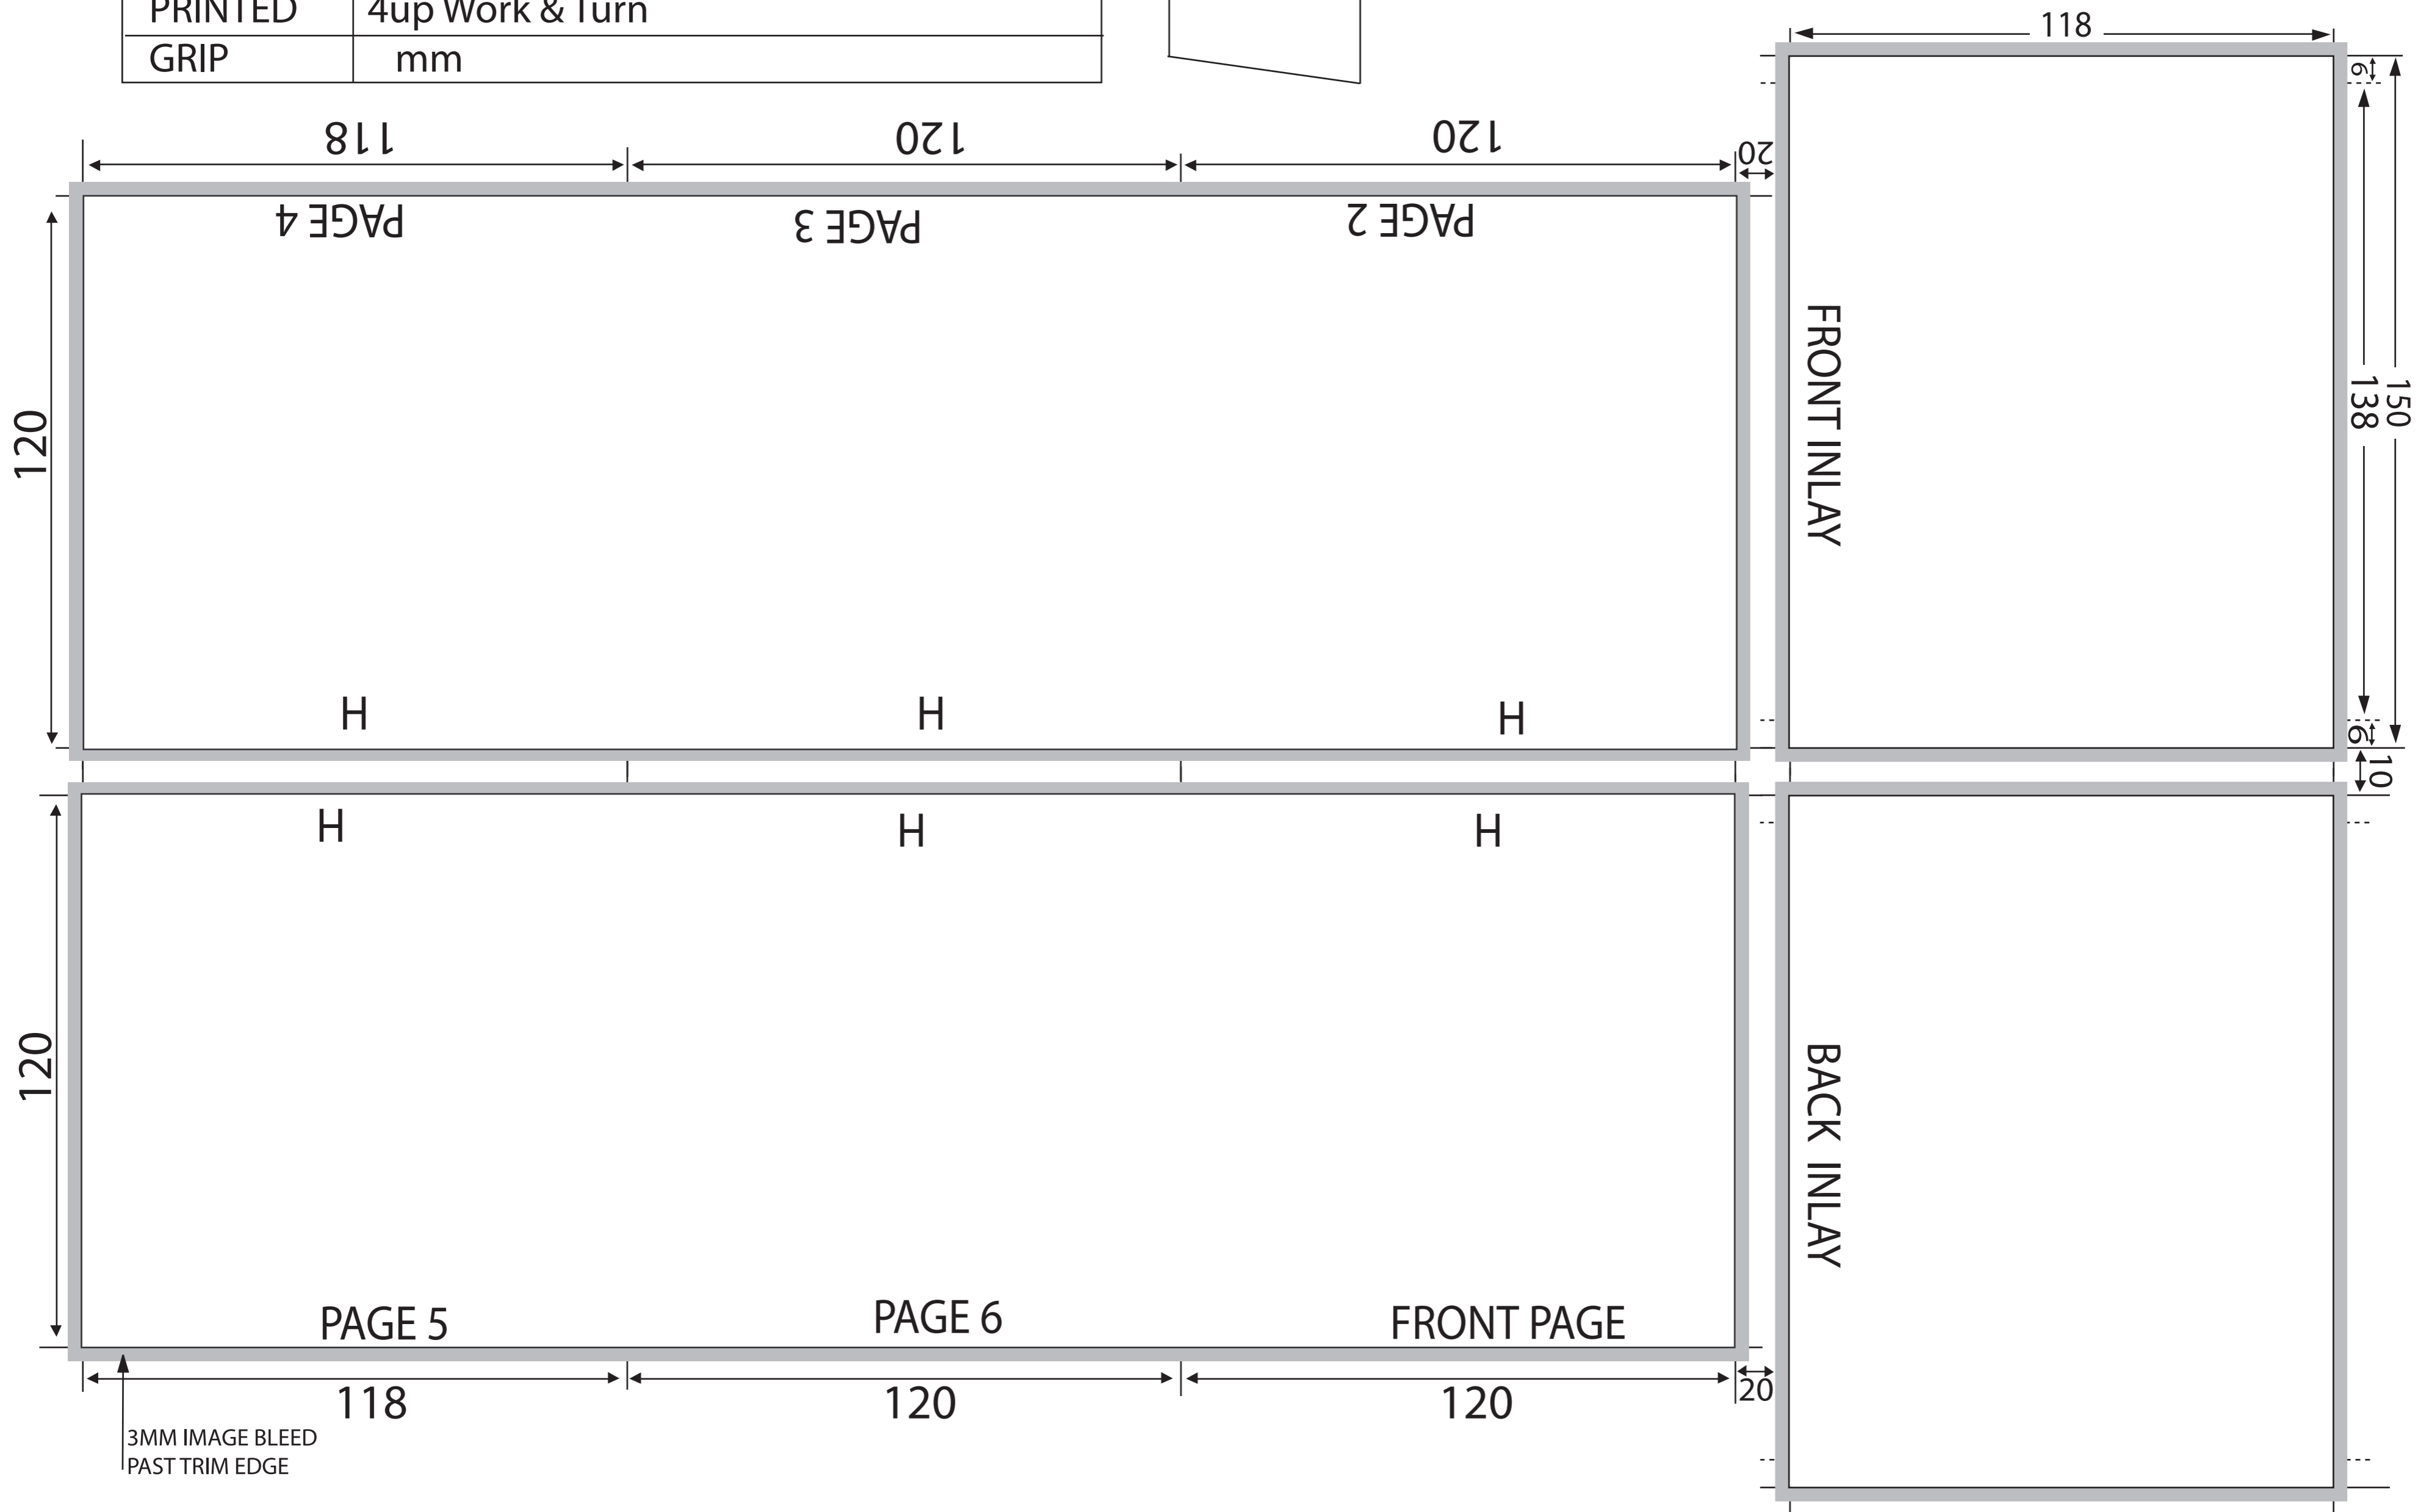 PRINTED 4up Work & Turn
GRIP mm
118
118 120 120 20
PAGE 4 PAGE 3 PAGE 2
6
120
FRONT INLAY
138
150
H H H
6
10
H H H
120
BACK INLAY
PAGE 5 PAGE 6 FRONT PAGE
118 120 120 20
3MM IMAGE BLEED
PAST TRIM EDGE